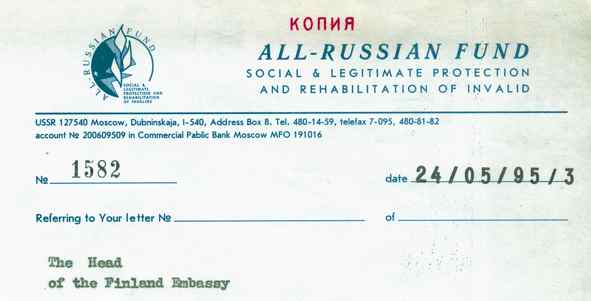 КОПИЯ
ALL-RUSSIAN FUND
ALL-RUSSIAN FUND
SOCIAL & LEGITIMATE PROTECTION
AND REHABILITATION OF INVALID
SOCIAL &
LEGITIMATE
PROTECTION AND
REHABILITATION
OF INVALIDS
USSR 127540 Moscow, Dubninskaja, I-540, Address Box 8. Tel. 480-14-59, telefax 7-095, 480-81-82
account № 200609509 in Commercial Pablic Bank Moscow MFO 191016
№ 1582 date 24/05/95/3
Referring to Your letter № of
The Head
of the Finland Embassy